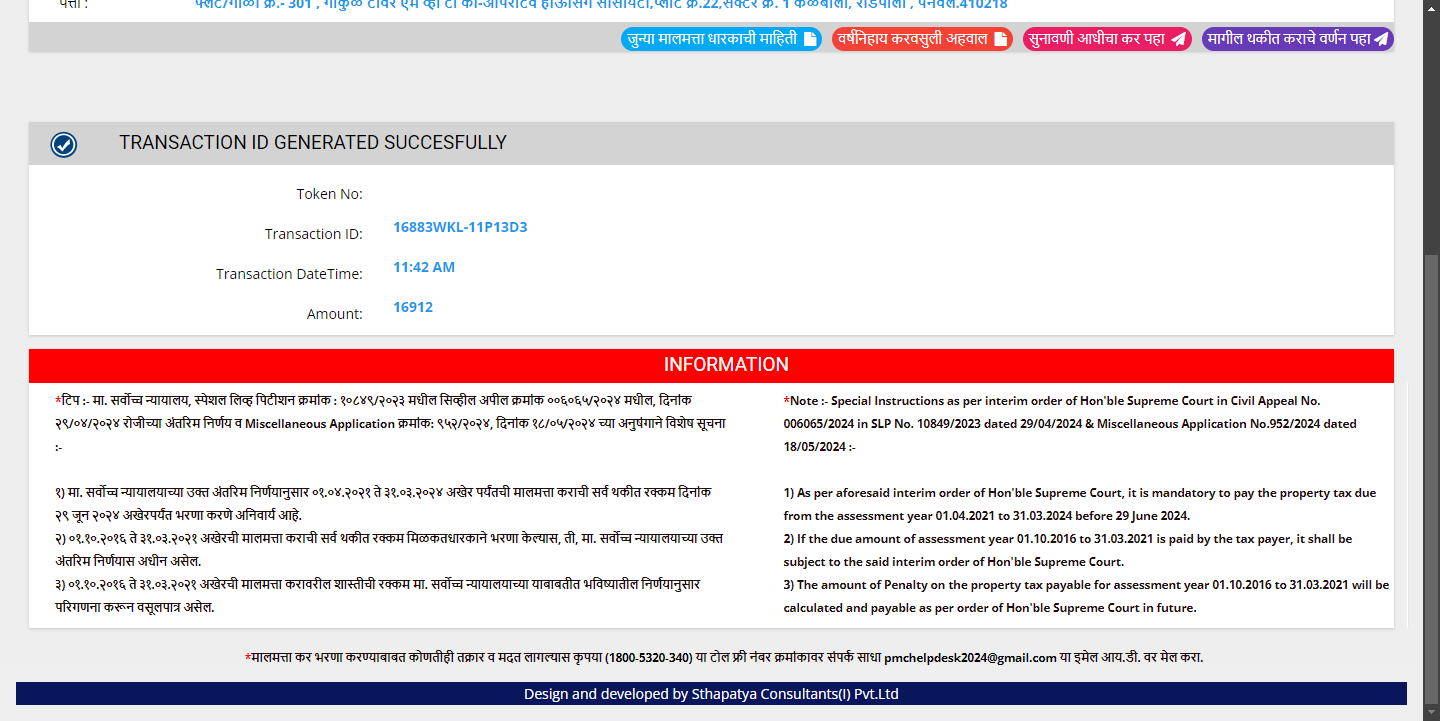 पत्ता : फ्लॅट/गाळा क्र.- 301 , गोकुळ टॉवर एम व्ही टी को-ऑपरेटिव हाऊसिंग सोसायटी,प्लॉट क्र.22,सेक्टर क्र. 1 कळंबोली, रोडपाली , पनवेल.410218
जुन्या मालमत्ता धारकाची माहिती वर्षनिहाय करवसुली अहवाल सुनावणी आधीचा कर पहा मागील थकीत कराचे वर्णन पहा
TRANSACTION ID GENERATED SUCCESFULLY
Token No:
Transaction ID: 16883WKL-11P13D3
Transaction DateTime: 11:42 AM
Amount: 16912
INFORMATION
*टिप :- मा. सर्वोच्च न्यायालय, स्पेशल लिव्ह पिटीशन क्रमांक : १०८४९/२०२३ मधील सिव्हील अपील क्रमांक ००६०६५/२०२४ मधील, दिनांक
२९/०४/२०२४ रोजीच्या अंतरिम निर्णय व Miscellaneous Application क्रमांक: ९५२/२०२४, दिनांक १८/०५/२०२४ च्या अनुषंगाने विशेष सूचना
:-
१) मा. सर्वोच्च न्यायालयाच्या उक्त अंतरिम निर्णयानुसार ०१.०४.२०२१ ते ३१.०३.२०२४ अखेर पर्यंतची मालमत्ता कराची सर्व थकीत रक्कम दिनांक
२९ जून २०२४ अखेरपर्यंत भरणा करणे अनिवार्य आहे.
२) ०१.१०.२०१६ ते ३१.०३.२०२१ अखेरची मालमत्ता कराची सर्व थकीत रक्कम मिळकतधारकाने भरणा केल्यास, ती, मा. सर्वोच्च न्यायालयाच्या उक्त
अंतरिम निर्णयास अधीन असेल.
३) ०१.१०.२०१६ ते ३१.०३.२०२१ अखेरची मालमत्ता करावरील शास्तीची रक्कम मा. सर्वोच्च न्यायालयाच्या याबाबतीत भविष्यातील निर्णयानुसार
परिगणना करून वसूलपात्र असेल.
*Note :- Special Instructions as per interim order of Hon'ble Supreme Court in Civil Appeal No.
006065/2024 in SLP No. 10849/2023 dated 29/04/2024 & Miscellaneous Application No.952/2024 dated
18/05/2024 :-
1) As per aforesaid interim order of Hon'ble Supreme Court, it is mandatory to pay the property tax due
from the assessment year 01.04.2021 to 31.03.2024 before 29 June 2024.
2) If the due amount of assessment year 01.10.2016 to 31.03.2021 is paid by the tax payer, it shall be
subject to the said interim order of Hon'ble Supreme Court.
3) The amount of Penalty on the property tax payable for assessment year 01.10.2016 to 31.03.2021 will be
calculated and payable as per order of Hon'ble Supreme Court in future.
*मालमत्ता कर भरणा करण्याबाबत कोणतीही तक्रार व मदत लागल्यास कृपया (1800-5320-340) या टोल फ्री नंबर क्रमांकावर संपर्क साधा pmchelpdesk2024@gmail.com या इमेल आय.डी. वर मेल करा.
Design and developed by Sthapatya Consultants(I) Pvt.Ltd